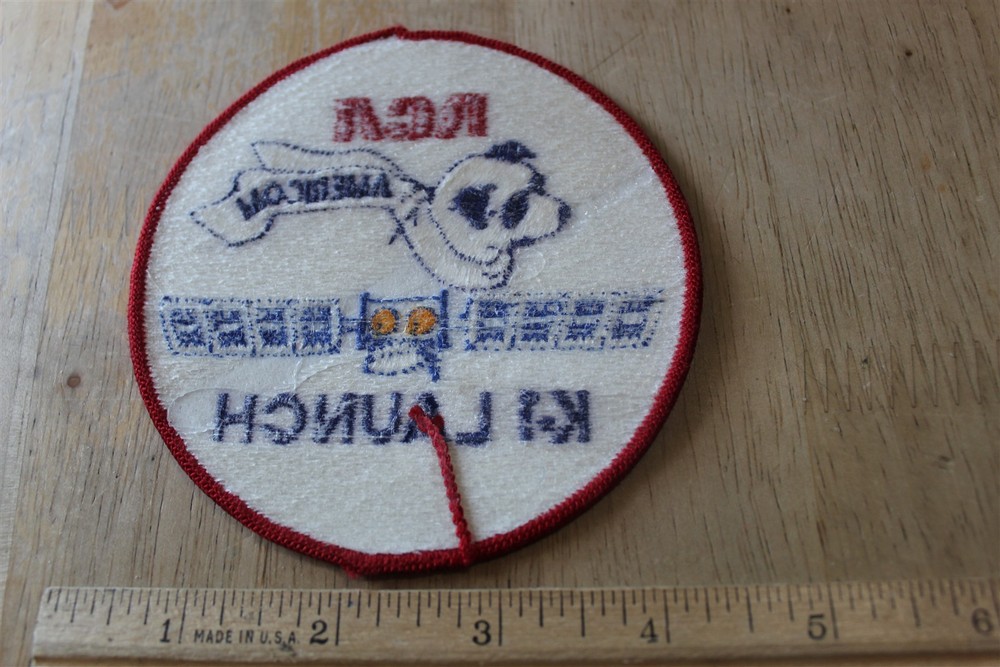 RCA
AMERICOM
K-1 LAUNCH
1 MADE IN U.S.A. 2 3 4 5 6